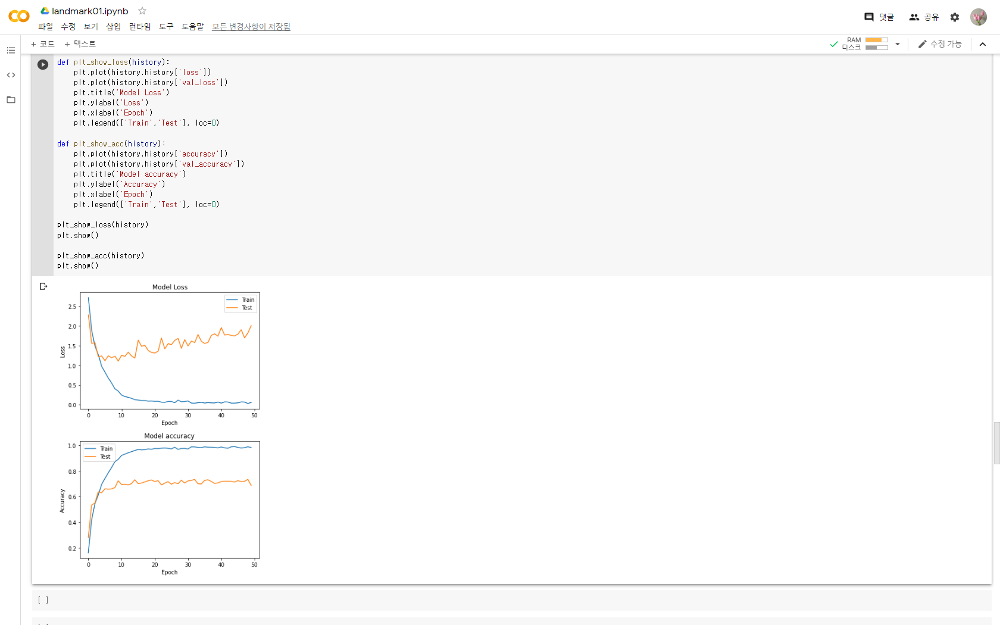 landmark01.ipynb
파일 수정 보기 삽입 런타임 도구 도움말 모든 변경사항이 저장됨
댓글 공유
+ 코드 + 텍스트
RAM
디스크
수정 가능
def plt_show_loss(history):
    plt.plot(history.history['loss'])
    plt.plot(history.history['val_loss'])
    plt.title('Model Loss')
    plt.ylabel('Loss')
    plt.xlabel('Epoch')
    plt.legend(['Train','Test'], loc=0)
def plt_show_acc(history):
    plt.plot(history.history['accuracy'])
    plt.plot(history.history['val_accuracy'])
    plt.title('Model accuracy')
    plt.ylabel('Accuracy')
    plt.xlabel('Epoch')
    plt.legend(['Train','Test'], loc=0)
plt_show_loss(history)
plt.show()
plt_show_acc(history)
plt.show()
Model Loss
Train
Test
2.5
2.0
1.5
1.0
0.5
0.0
Loss
0 10 20 30 40 50
Epoch
Model accuracy
Train
Test
1.0
0.8
0.6
0.4
0.2
Accuracy
0 10 20 30 40 50
Epoch
[ ]